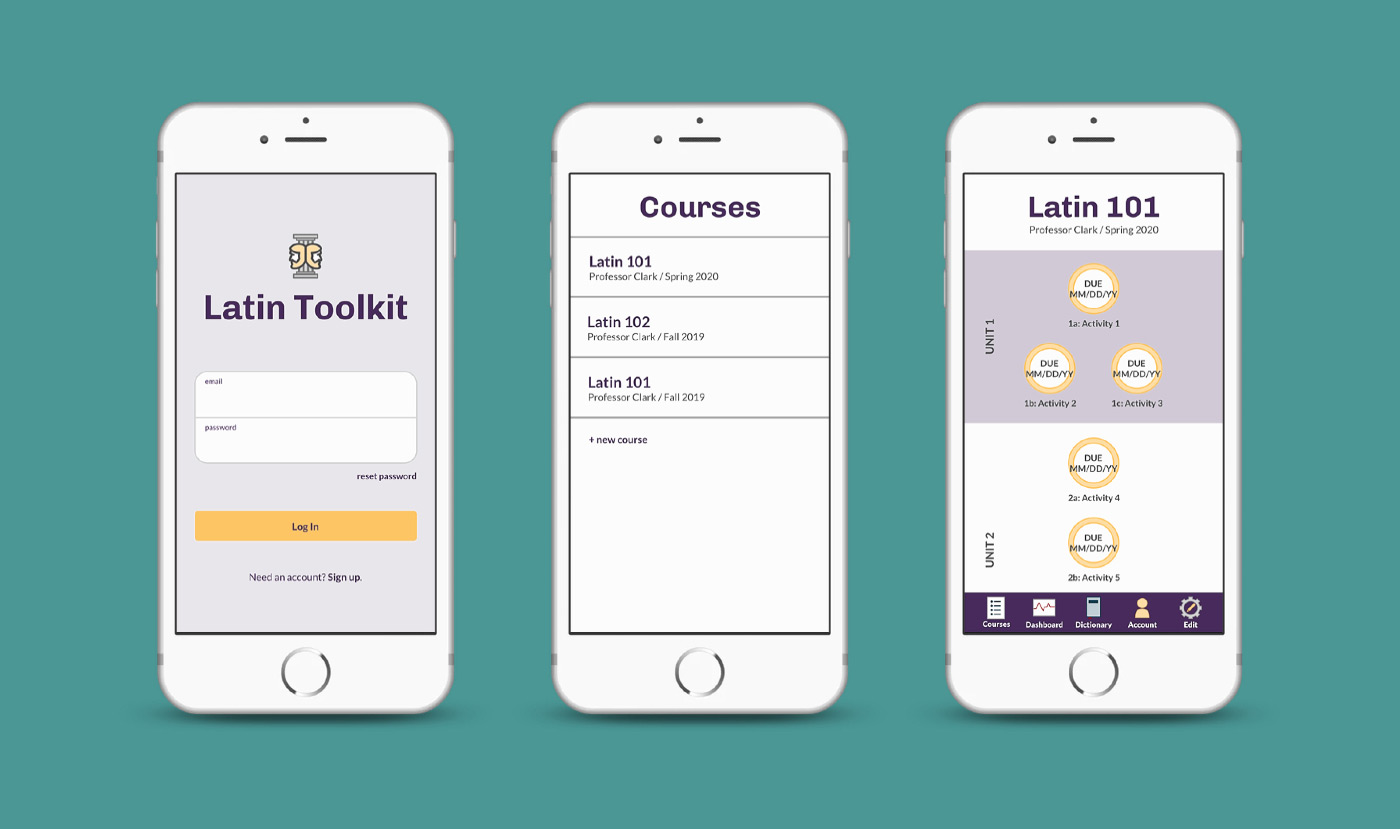 Latin Toolkit
email
password
reset password
Log In
Need an account? Sign up.
Courses
Latin 101
Professor Clark / Spring 2020
Latin 102
Professor Clark / Fall 2019
Latin 101
Professor Clark / Fall 2019
+ new course
Latin 101
Professor Clark / Spring 2020
UNIT 1
DUE
MM/DD/YY
1a: Activity 1
DUE
MM/DD/YY
1b: Activity 2
DUE
MM/DD/YY
1c: Activity 3
UNIT 2
DUE
MM/DD/YY
2a: Activity 4
DUE
MM/DD/YY
2b: Activity 5
Courses
Dashboard
Dictionary
Account
Edit